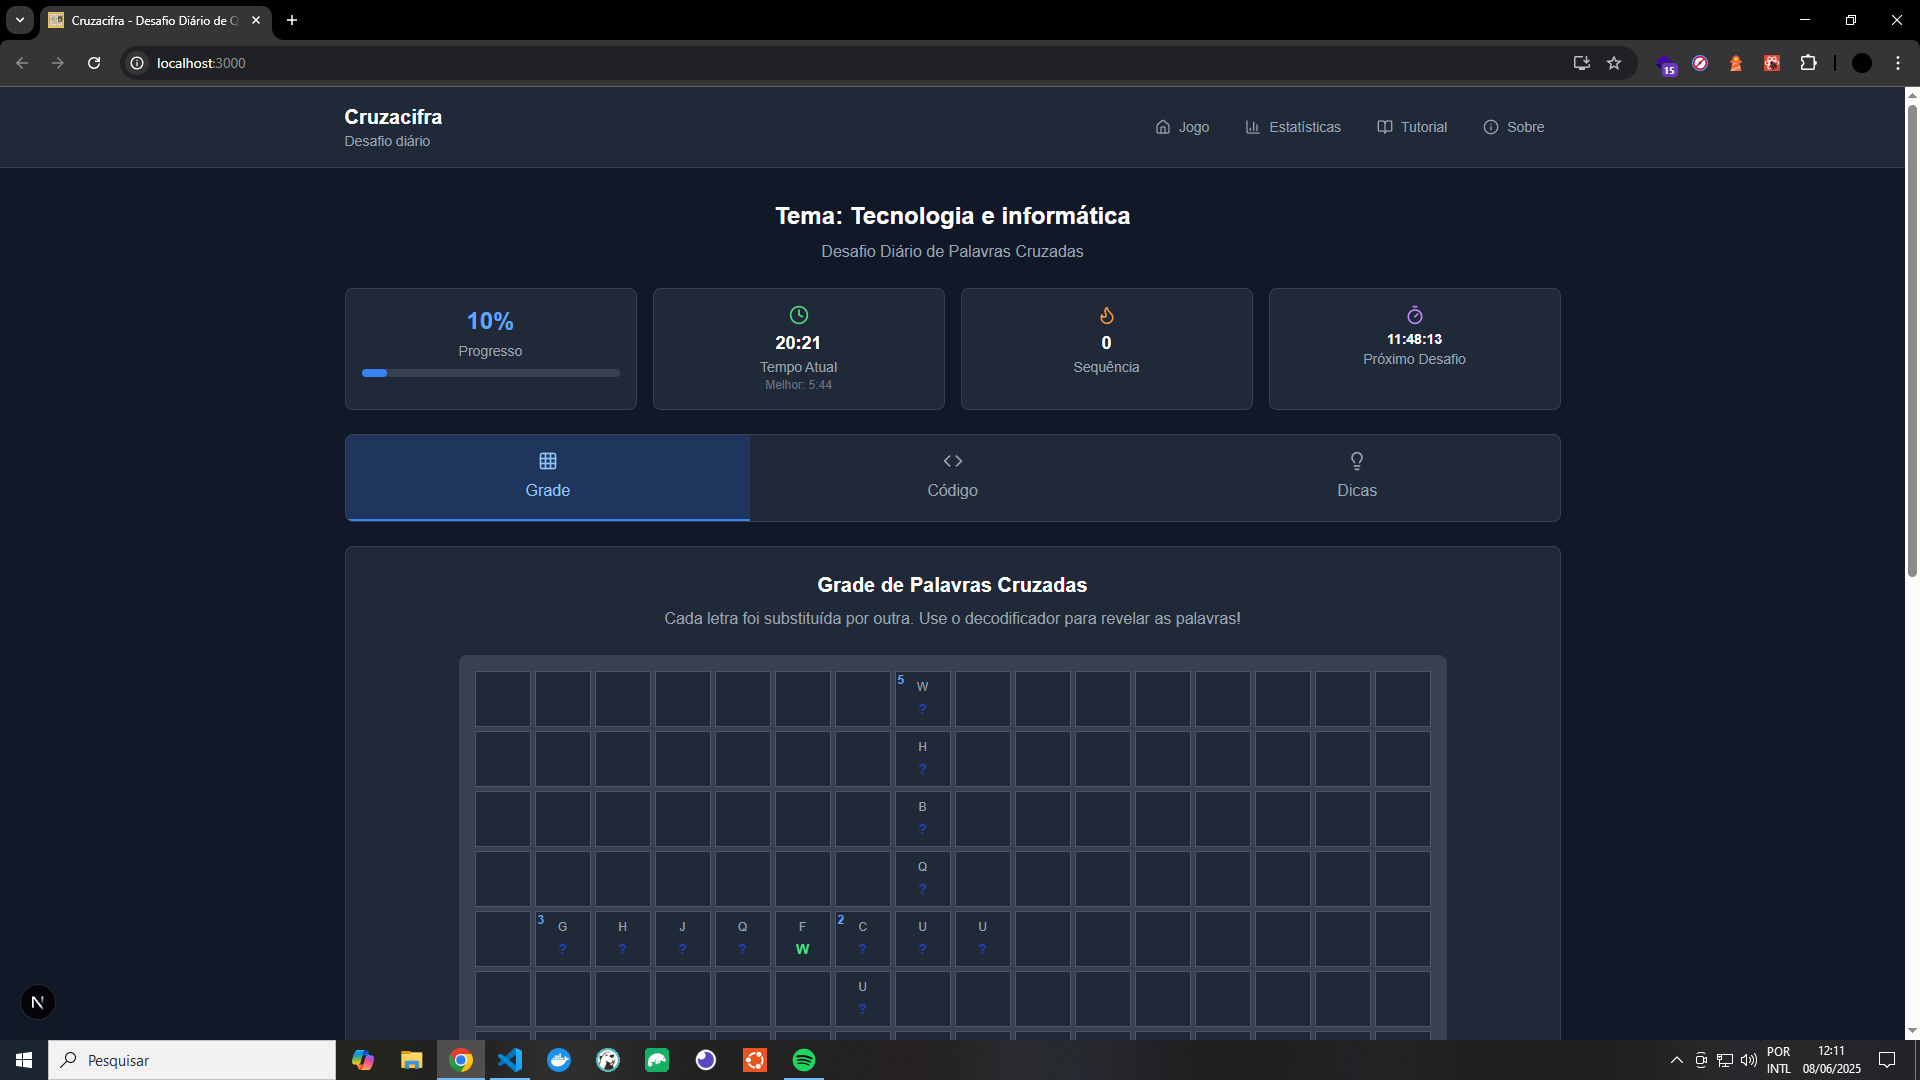 Cruzacifra - Desafio Diário de
localhost:3000
15
Cruzacifra
Desafio diário
Jogo
Estatísticas
Tutorial
Sobre
Tema: Tecnologia e informática
Desafio Diário de Palavras Cruzadas
10%
Progresso
20:21
Tempo Atual
Melhor: 5:44
0
Sequência
11:48:13
Próximo Desafio
Grade
Código
Dicas
Grade de Palavras Cruzadas
Cada letra foi substituída por outra. Use o decodificador para revelar as palavras!
5 W
?
H
?
B
?
Q
?
3 G H J Q F 2 C U U
? ? ? ? W ? ? ?
U
?
N
Pesquisar
POR
INTL
12:11
08/06/2025